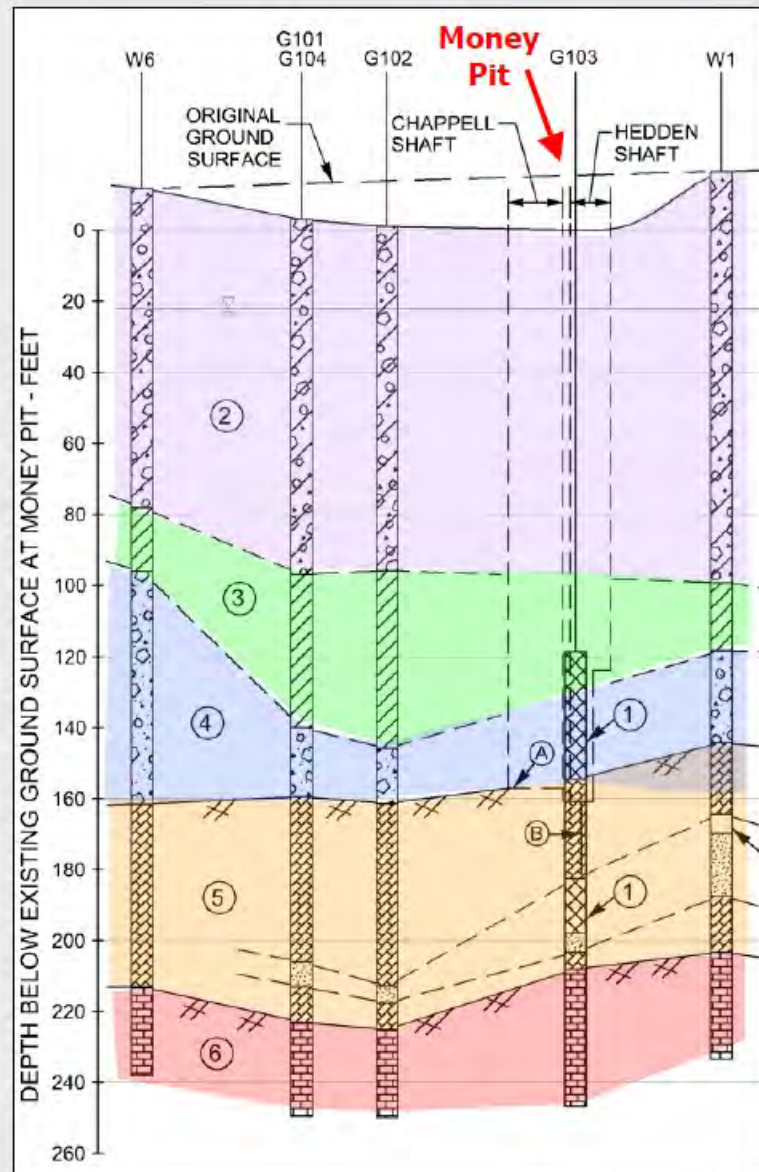 W6
G101
G104
G102
Money
Pit
G103
W1
ORIGINAL
GROUND
SURFACE
CHAPPELL
SHAFT
HEDDEN
SHAFT
DEPTH BELOW EXISTING GROUND SURFACE AT MONEY PIT - FEET
0
20
40
60
80
100
120
140
160
180
200
220
240
260
2
3
4
1
A
B
5
1
6